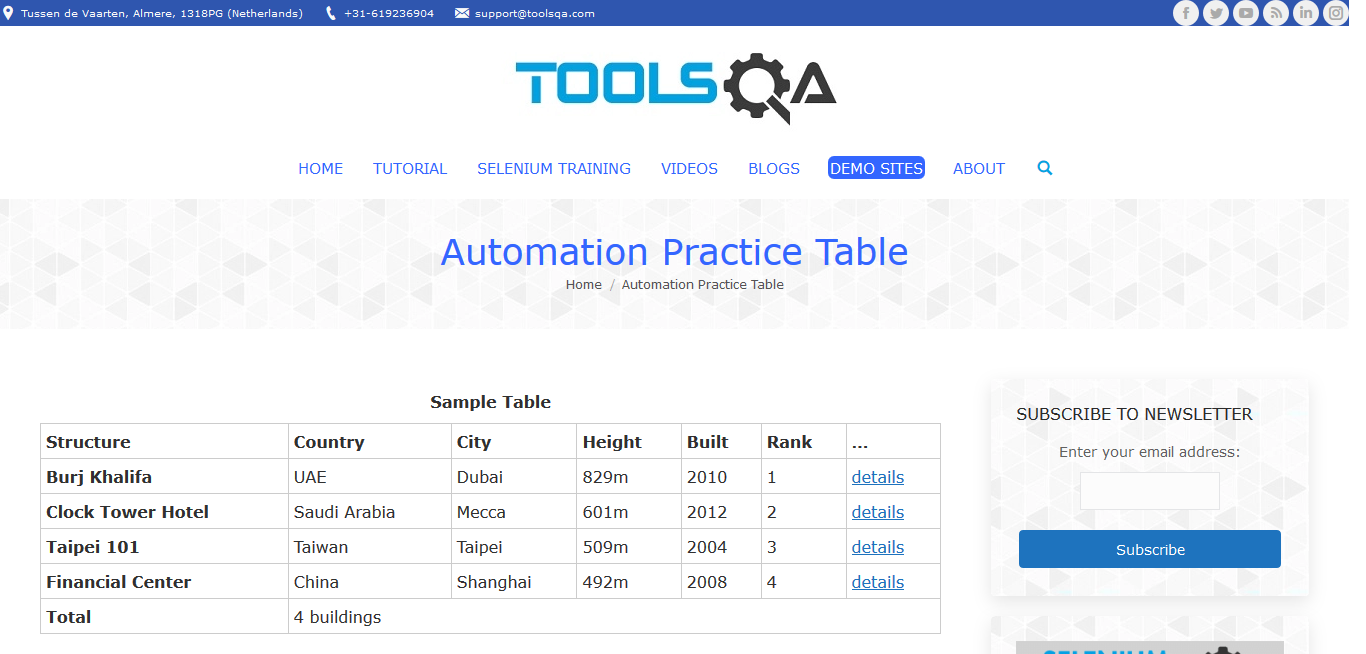 Tussen de Vaarten, Almere, 1318PG (Netherlands) +31-619236904 support@toolsqa.com
TOOLSQA
HOME TUTORIAL SELENIUM TRAINING VIDEOS BLOGS DEMO SITES ABOUT
Automation Practice Table
Home / Automation Practice Table
Sample Table
Structure Country City Height Built Rank ...
Burj Khalifa UAE Dubai 829m 2010 1 details
Clock Tower Hotel Saudi Arabia Mecca 601m 2012 2 details
Taipei 101 Taiwan Taipei 509m 2004 3 details
Financial Center China Shanghai 492m 2008 4 details
Total 4 buildings
SUBSCRIBE TO NEWSLETTER
Enter your email address:
Subscribe